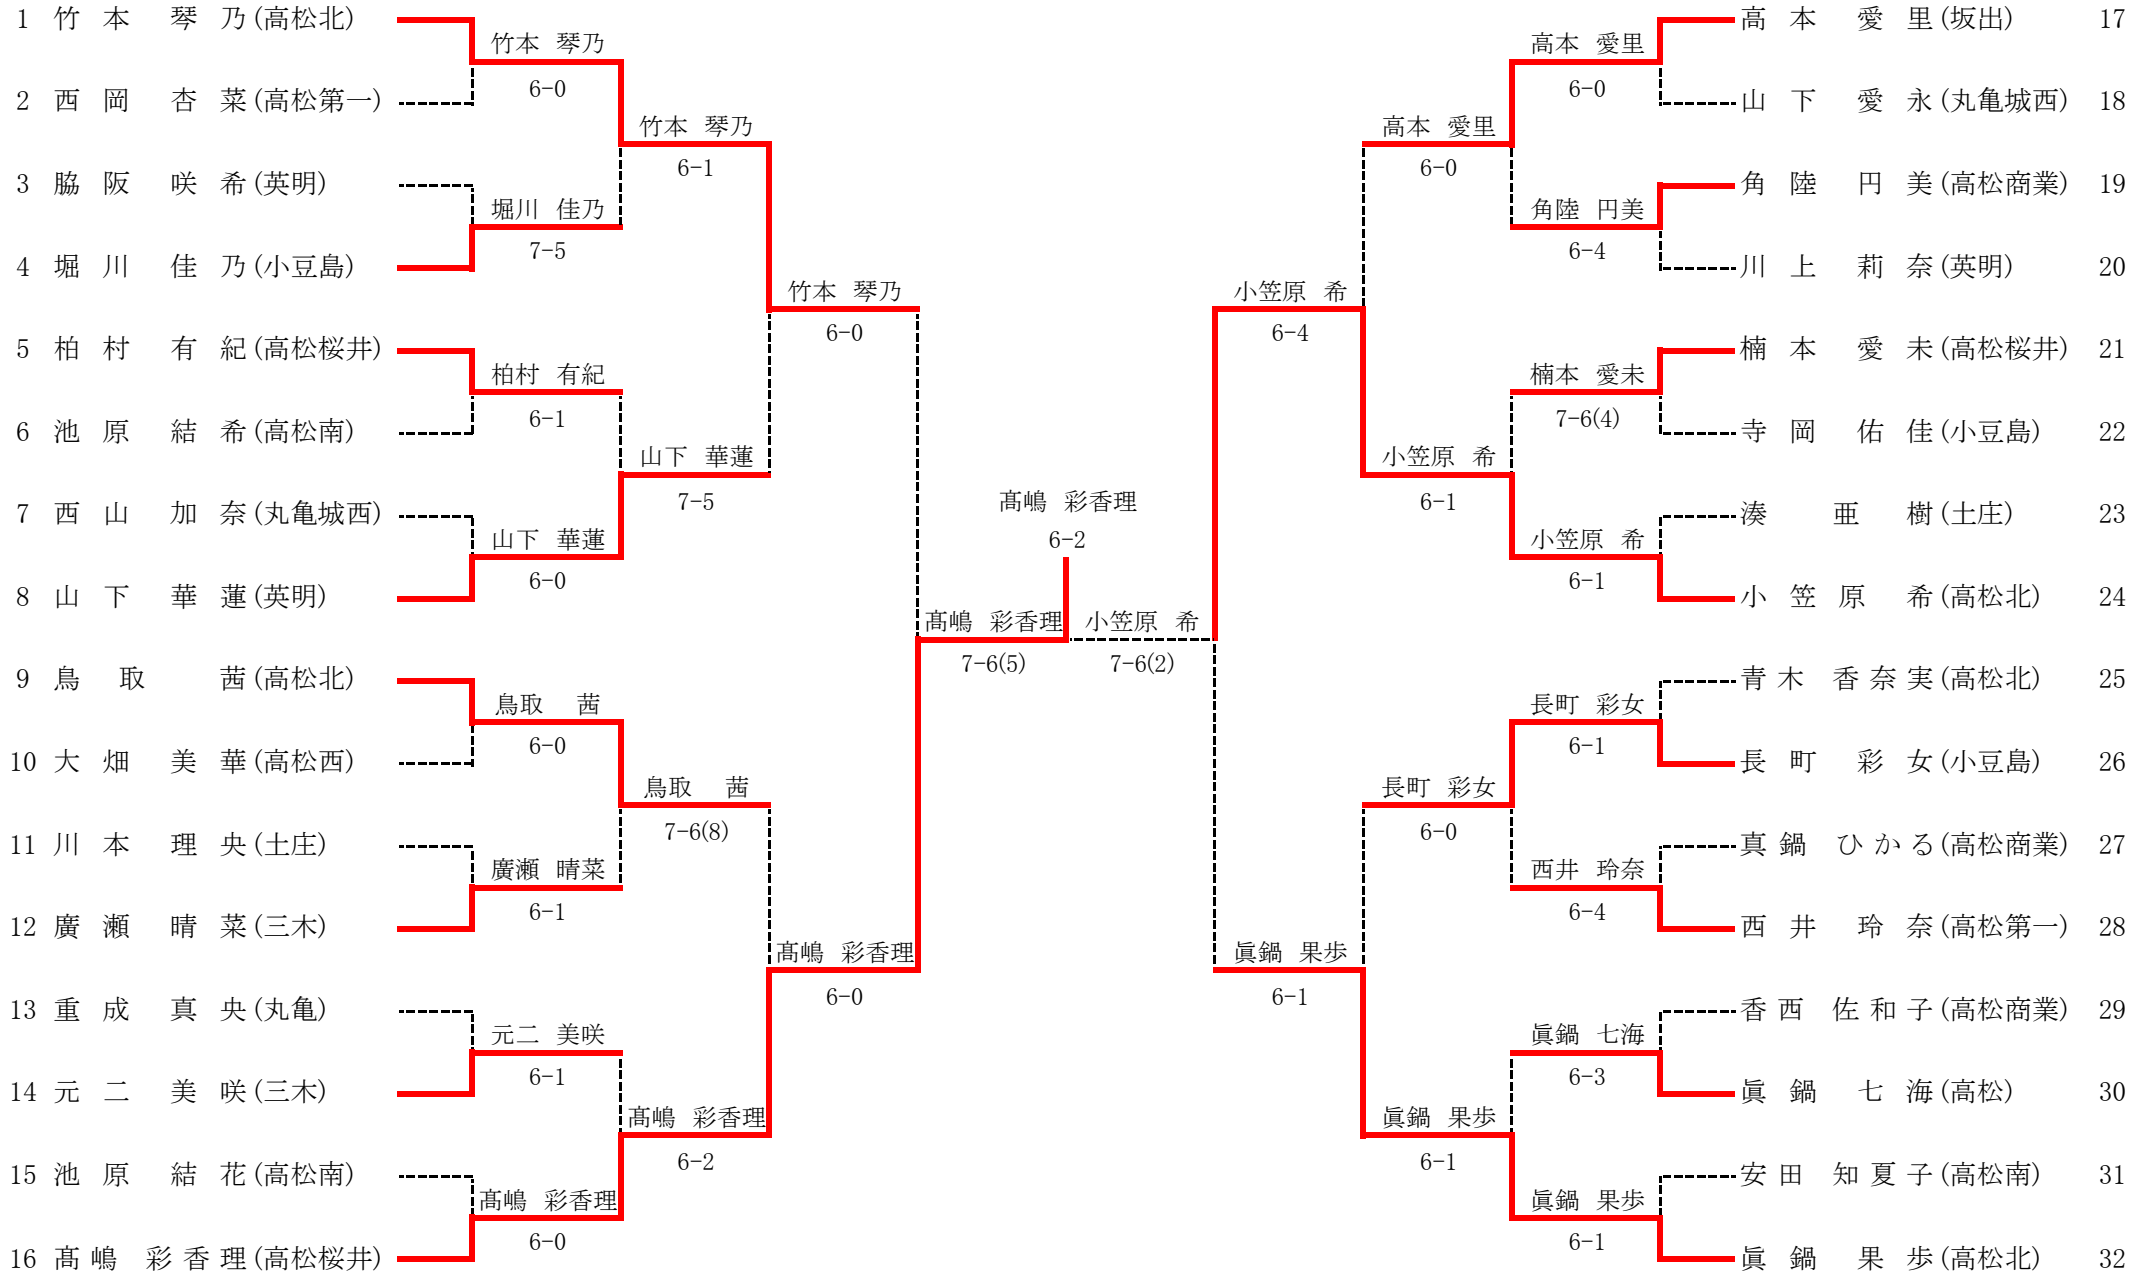 1 竹本 琴乃(高松北)
2 西岡 杏菜(高松第一)
3 脇阪 咲希(英明)
4 堀川 佳乃(小豆島)
5 柏村 有紀(高松桜井)
6 池原 結希(高松南)
7 西山 加奈(丸亀城西)
8 山下 華蓮(英明)
9 鳥取 茜(高松北)
10 大畑 美華(高松西)
11 川本 理央(土庄)
12 廣瀬 晴菜(三木)
13 重成 真央(丸亀)
14 元二 美咲(三木)
15 池原 結花(高松南)
16 髙嶋 彩香理(高松桜井)
竹本 琴乃
6-0
堀川 佳乃
7-5
柏村 有紀
6-1
山下 華蓮
6-0
鳥取 茜
6-0
廣瀬 晴菜
6-1
元二 美咲
6-1
髙嶋 彩香理
6-0
竹本 琴乃
6-1
山下 華蓮
7-5
鳥取 茜
7-6(8)
髙嶋 彩香理
6-2
竹本 琴乃
6-0
髙嶋 彩香理
6-0
髙嶋 彩香理
7-6(5)
髙嶋 彩香理
6-2
小笠原 希
7-6(2)
小笠原 希
6-4
眞鍋 果歩
6-1
高本 愛里
6-0
小笠原 希
6-1
長町 彩女
6-0
眞鍋 果歩
6-1
高本 愛里
6-0
角陸 円美
6-4
楠本 愛未
7-6(4)
小笠原 希
6-1
長町 彩女
6-1
西井 玲奈
6-4
眞鍋 七海
6-3
眞鍋 果歩
6-1
高本 愛里(坂出) 17
山下 愛永(丸亀城西) 18
角陸 円美(高松商業) 19
川上 莉奈(英明) 20
楠本 愛未(高松桜井) 21
寺岡 佑佳(小豆島) 22
湊 亜樹(土庄) 23
小笠原 希(高松北) 24
青木 香奈実(高松北) 25
長町 彩女(小豆島) 26
真鍋 ひかる(高松商業) 27
西井 玲奈(高松第一) 28
香西 佐和子(高松商業) 29
眞鍋 七海(高松) 30
安田 知夏子(高松南) 31
眞鍋 果歩(高松北) 32